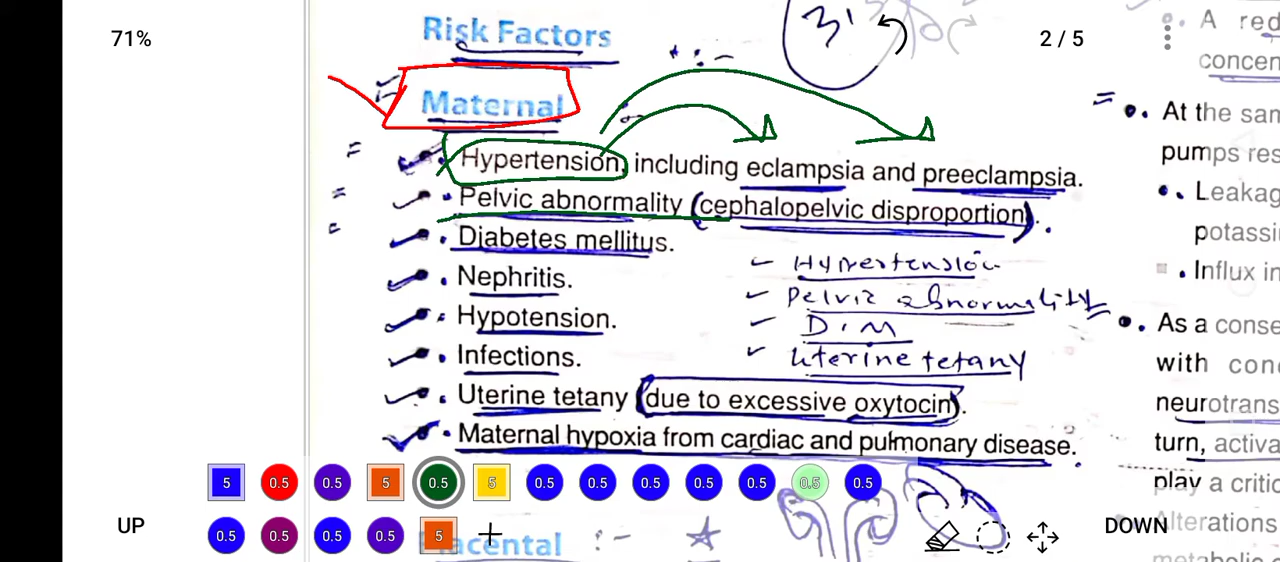 71%
2 / 5
Risk Factors
Maternal
• Hypertension, including eclampsia and preeclampsia.
• Pelvic abnormality (cephalopelvic disproportion).
• Diabetes mellitus.
• Nephritis.
• Hypotension.
• Infections.
• Uterine tetany (due to excessive oxytocin).
• Maternal hypoxia from cardiac and pulmonary disease.
Hypertension
Pelvic abnormality
D.M
Uterine tetany
• A red
concen
• At the san
pumps res
• Leakag
potassi
• Influx in
• As a conse
with con
neurotrans
turn, activa
play a critic
Alterations
metabolic
5 0.5 0.5 5 0.5 5 0.5 0.5 0.5 0.5 0.5 0.5 0.5
0.5 0.5 0.5 0.5 5
UP
DOWN
acental :-